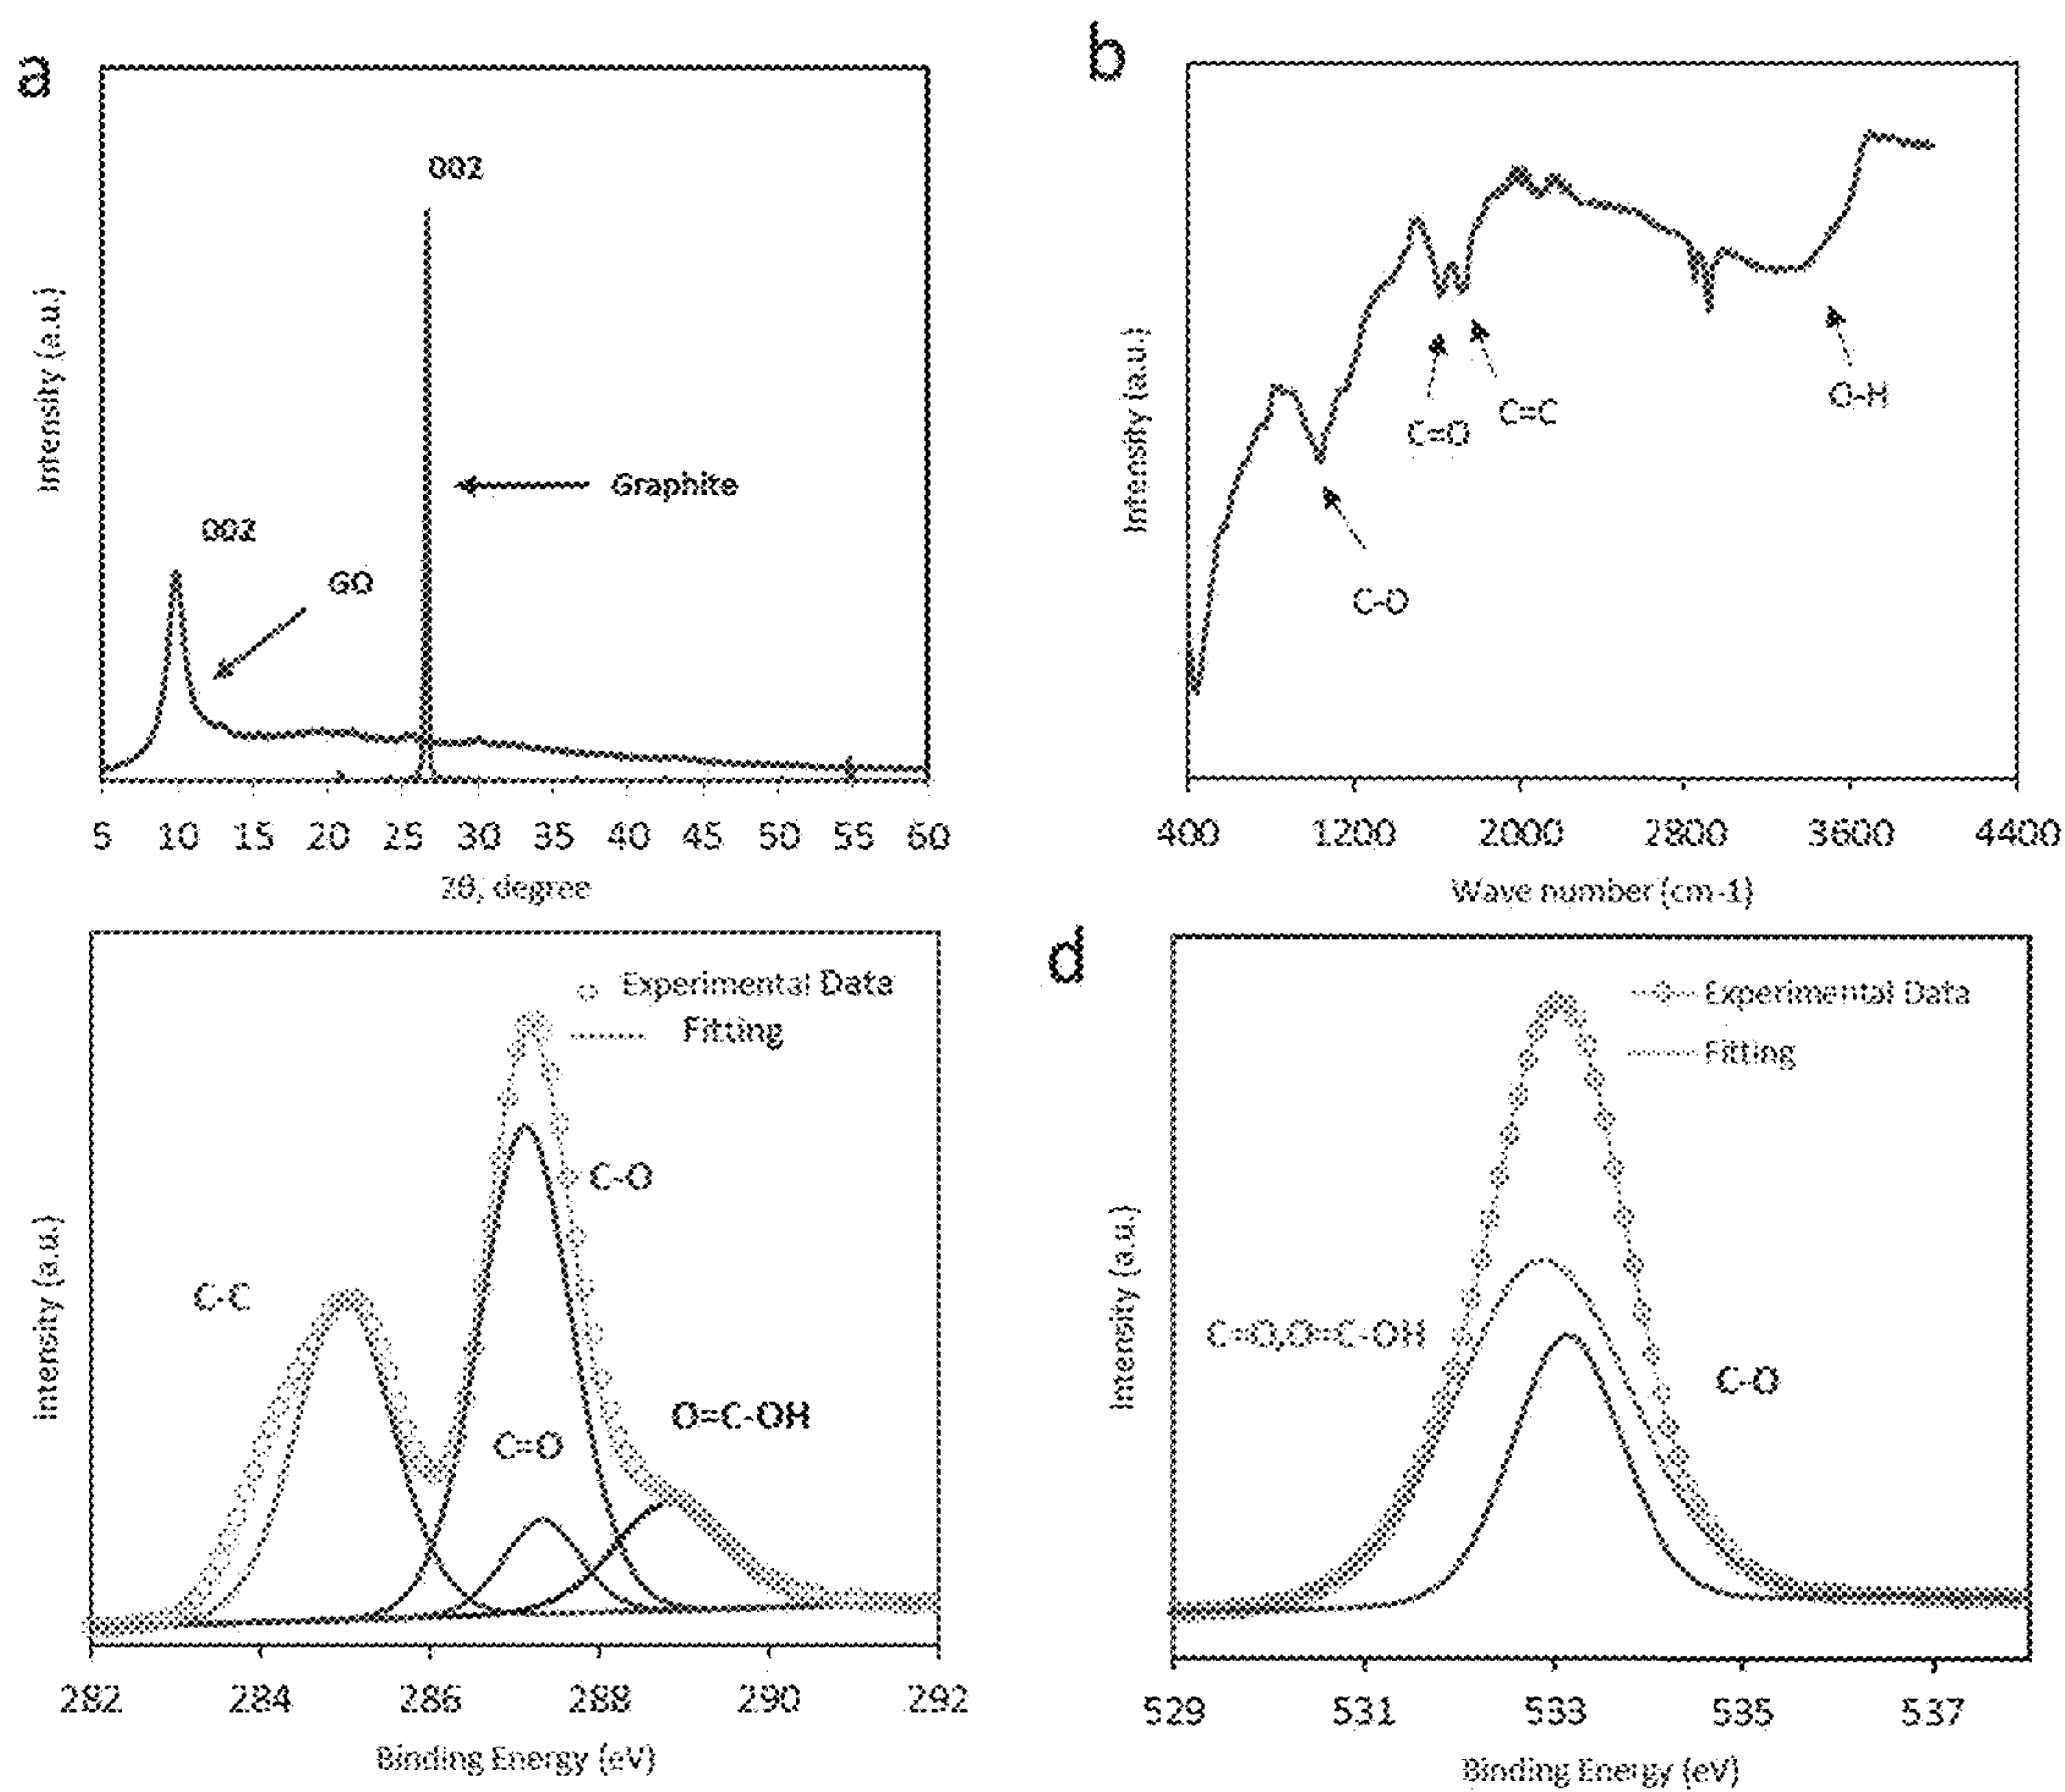 a
002
Graphite
002
GO
Intensity (a.u.)
5 10 15 20 25 30 35 40 45 50 55 60
2θ, degree
b
C=O
C=C
O-H
C-O
Intensity (a.u.)
400 1200 2000 2800 3600 4400
Wave number (cm-1)
Experimental Data
Fitting
C-O
C-C
O=C-OH
C=O
Intensity (a.u.)
282 284 286 288 290 292
Binding Energy (eV)
d
Experimental Data
Fitting
C=O,O=C-OH
C-O
Intensity (a.u.)
529 531 533 535 537
Binding Energy (eV)